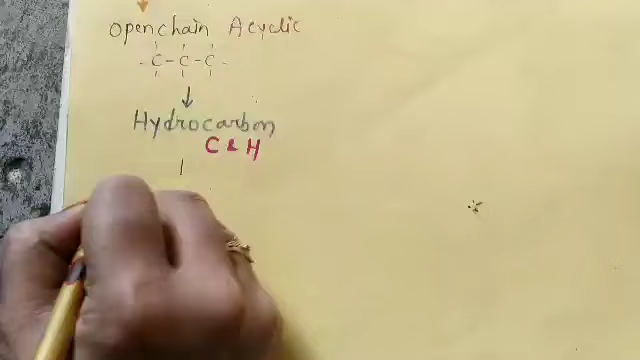 Openchain Acyclic
- C - C - C -
Hydrocarbon
C & H